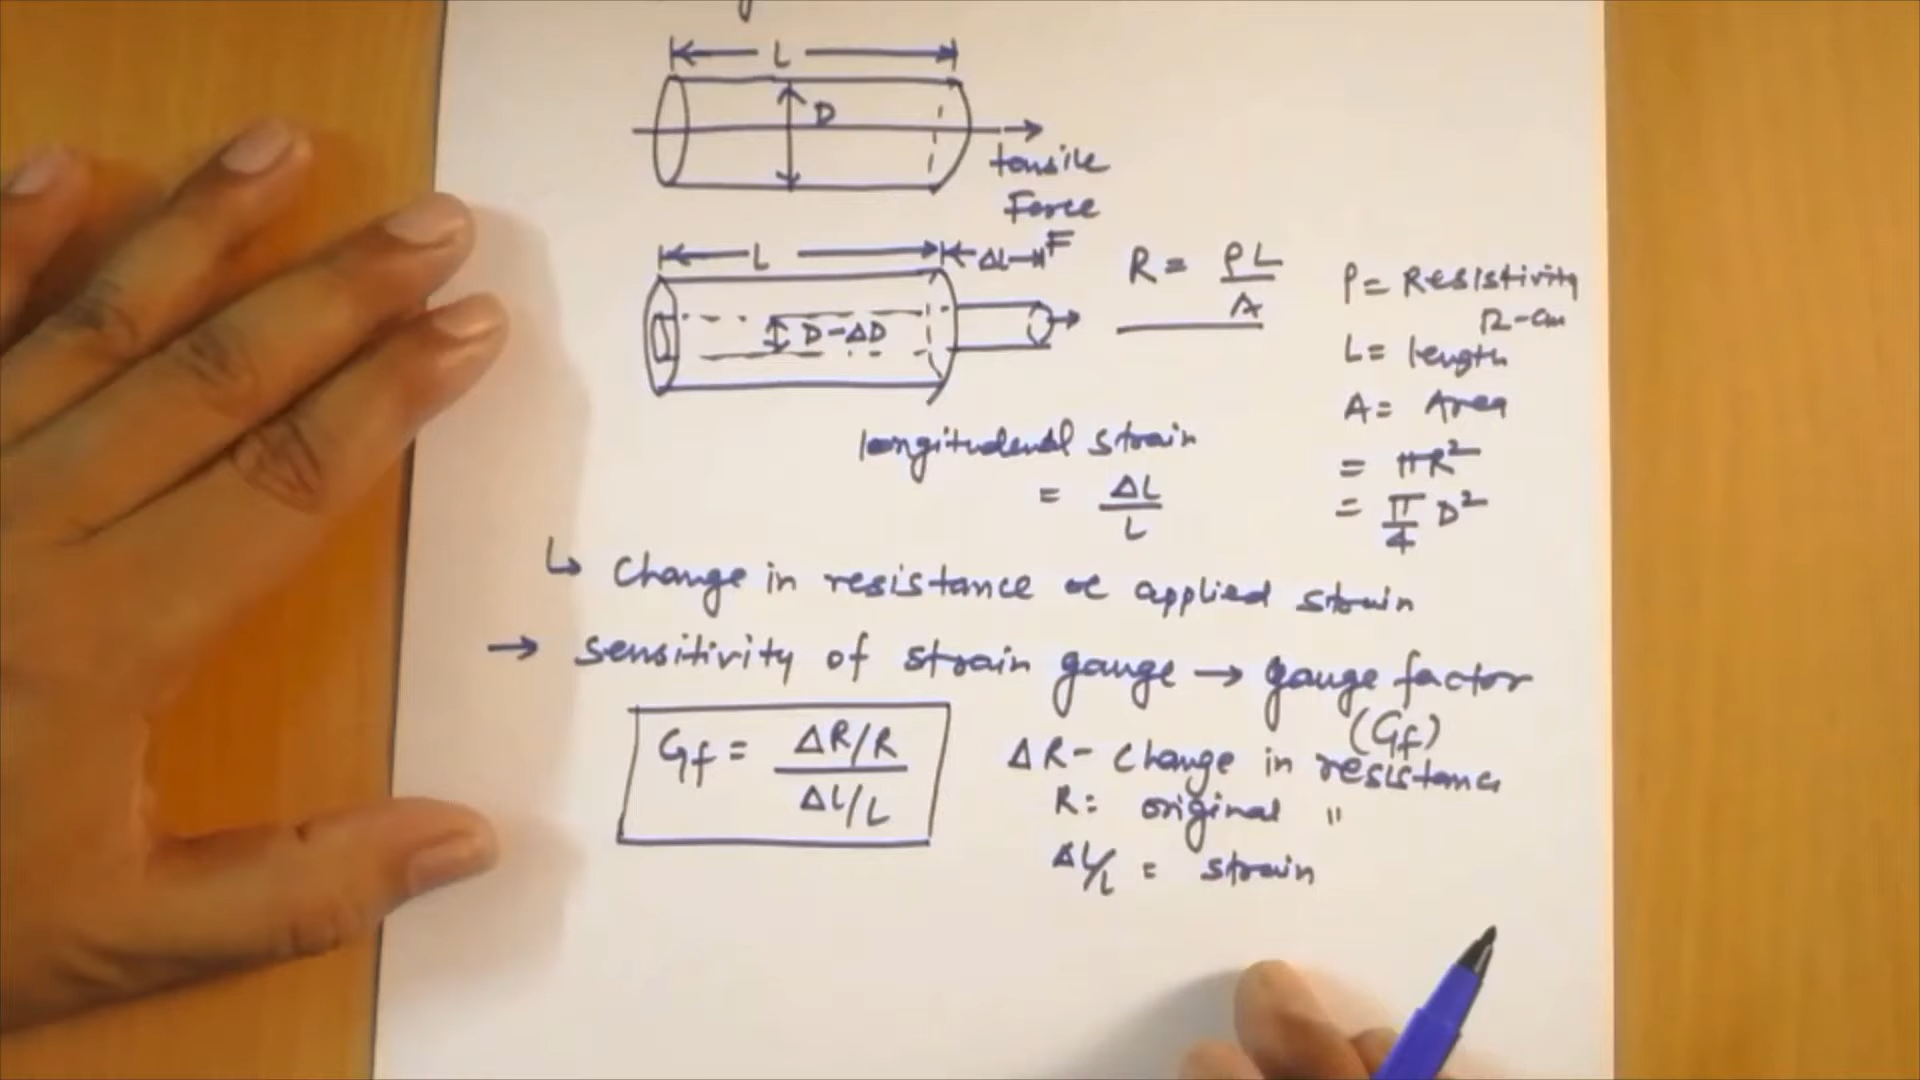 L
D
tensile
Force
F
L
ΔL
D-ΔD
R = ρL/A
ρ = Resistivity
Ω-cm
L = length
A = Area
= πR²
= π/4 D²
longitudenal strain
= ΔL/L
↳ Change in resistance ∝ applied strain
→ sensitivity of strain gauge → gauge factor
(Gf)
Gf = ΔR/R / ΔL/L
ΔR - Change in resistance
R: original "
ΔL/L = strain